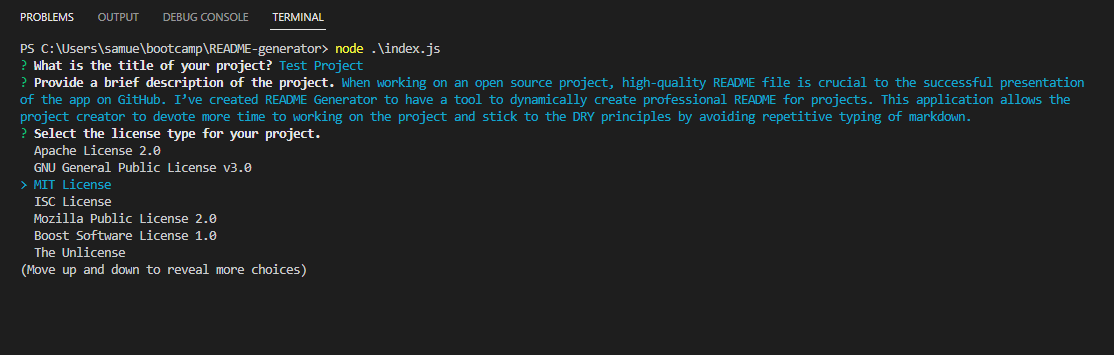 PROBLEMS OUTPUT DEBUG CONSOLE TERMINAL
PS C:\Users\samue\bootcamp\README-generator> node .\index.js
? What is the title of your project? Test Project
? Provide a brief description of the project. When working on an open source project, high-quality README file is crucial to the successful presentation
of the app on GitHub. I’ve created README Generator to have a tool to dynamically create professional README for projects. This application allows the
project creator to devote more time to working on the project and stick to the DRY principles by avoiding repetitive typing of markdown.
? Select the license type for your project.
Apache License 2.0
GNU General Public License v3.0
> MIT License
ISC License
Mozilla Public License 2.0
Boost Software License 1.0
The Unlicense
(Move up and down to reveal more choices)